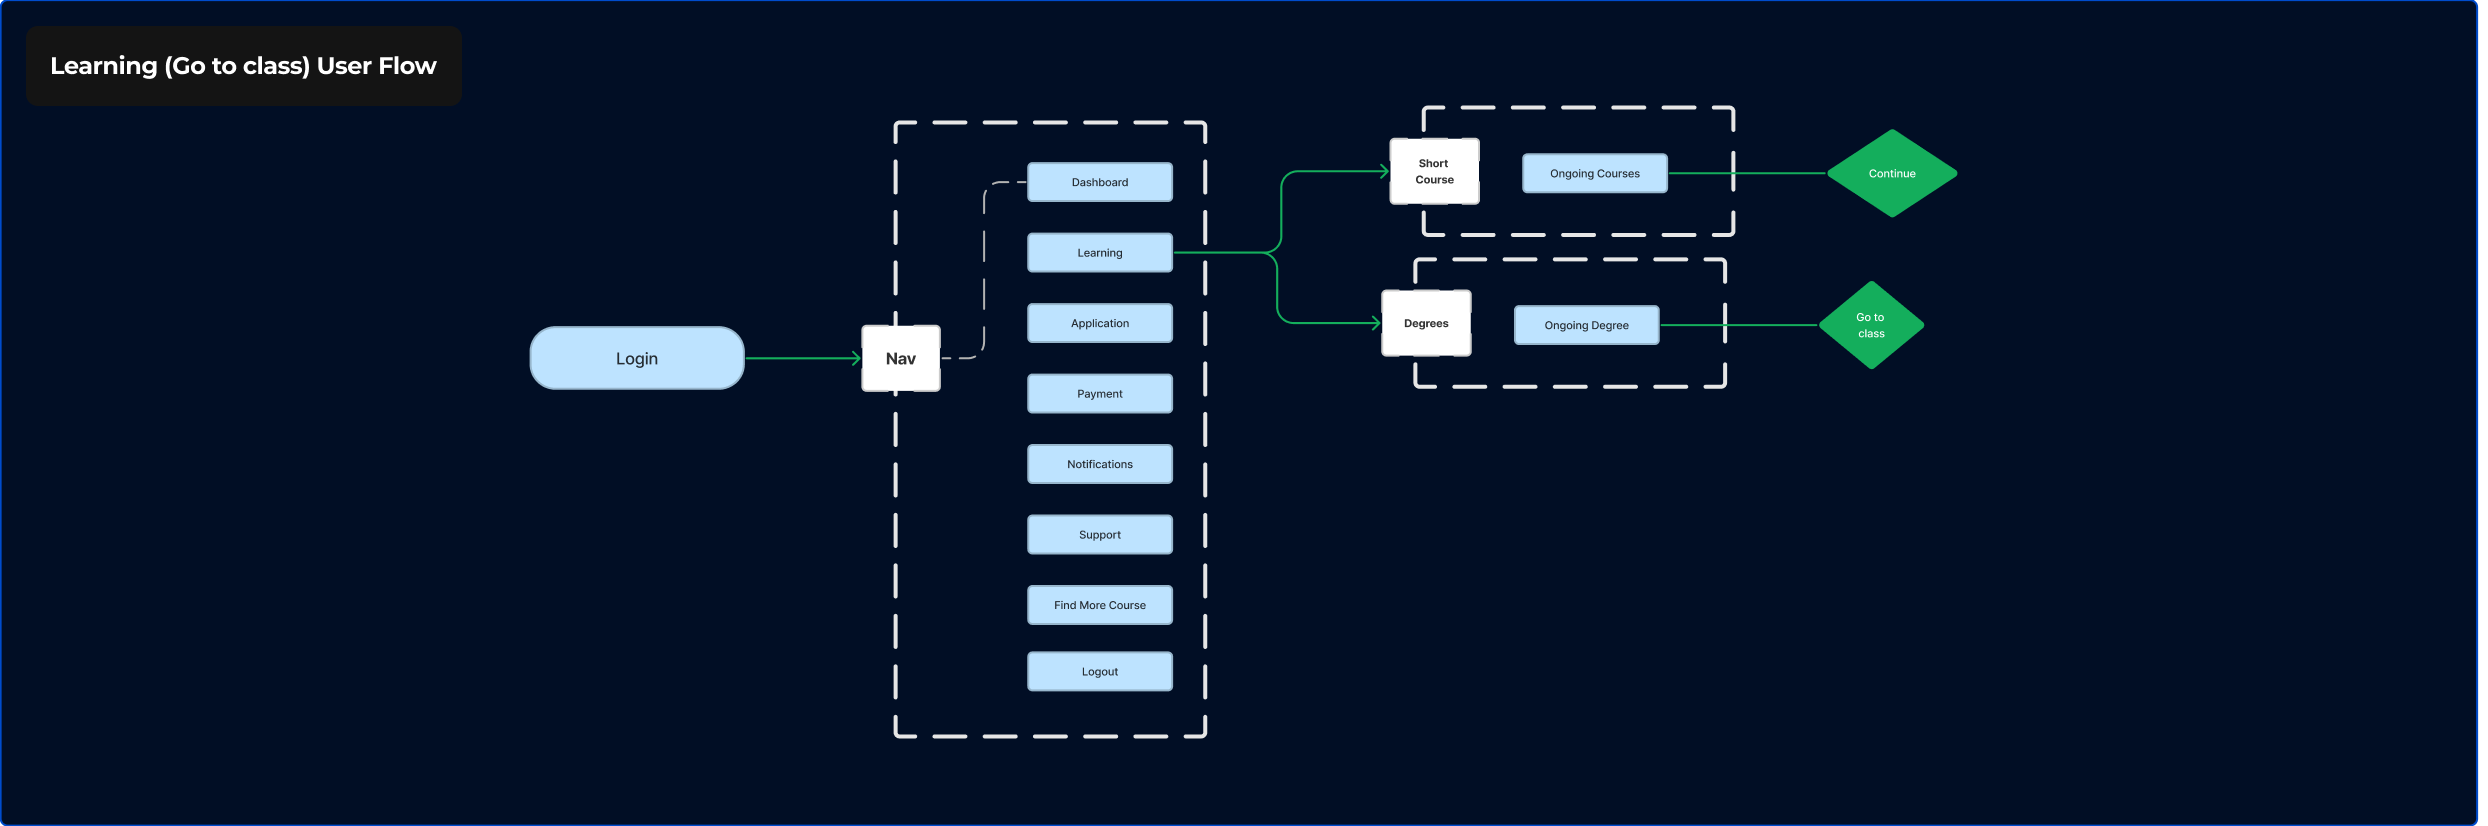 Learning (Go to class) User Flow
Login
Nav
Dashboard
Learning
Application
Payment
Notifications
Support
Find More Course
Logout
Short
Course
Ongoing Courses
Continue
Degrees
Ongoing Degree
Go to
class